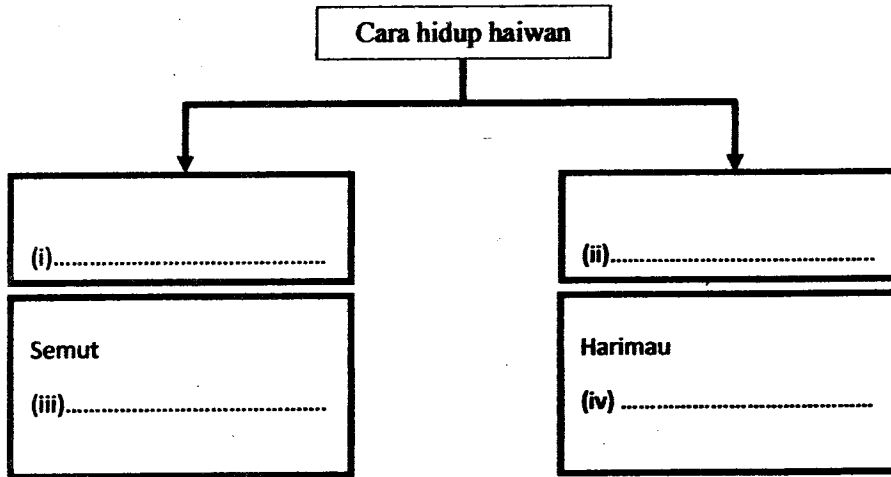 Cara hidup haiwan
(i)..........................................
(ii)..........................................
Semut
(iii)..........................................
Harimau
(iv) ..........................................